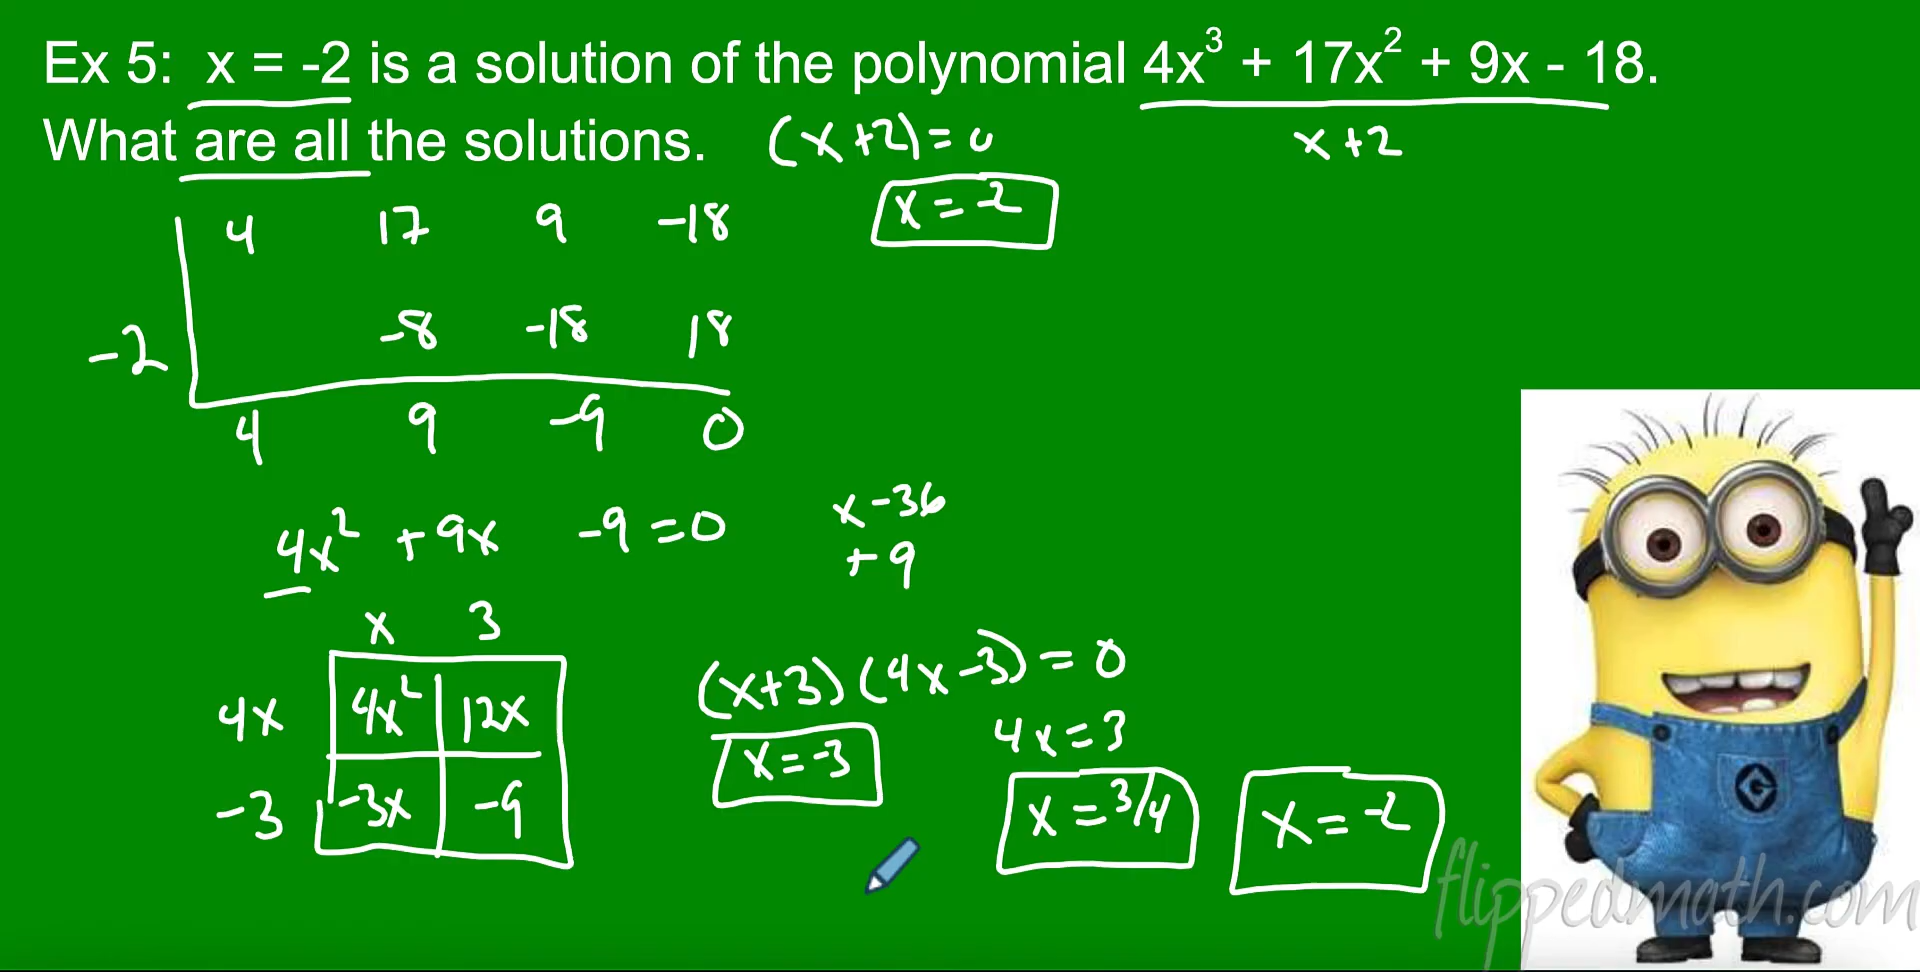 Ex 5: x = -2 is a solution of the polynomial 4x³ + 17x² + 9x - 18.
What are all the solutions. (x+2)=0 x+2
x=-2
4 17 9 -18
-8 -18 18
-2
4 9 -9 0
4x² +9x -9=0
x -36
+9
x 3
4x 4x² 12x
-3 -3x -9
(x+3)(4x-3)=0
x=-3
4x=3
x=3/4
x=-2
G
flippedmath.com